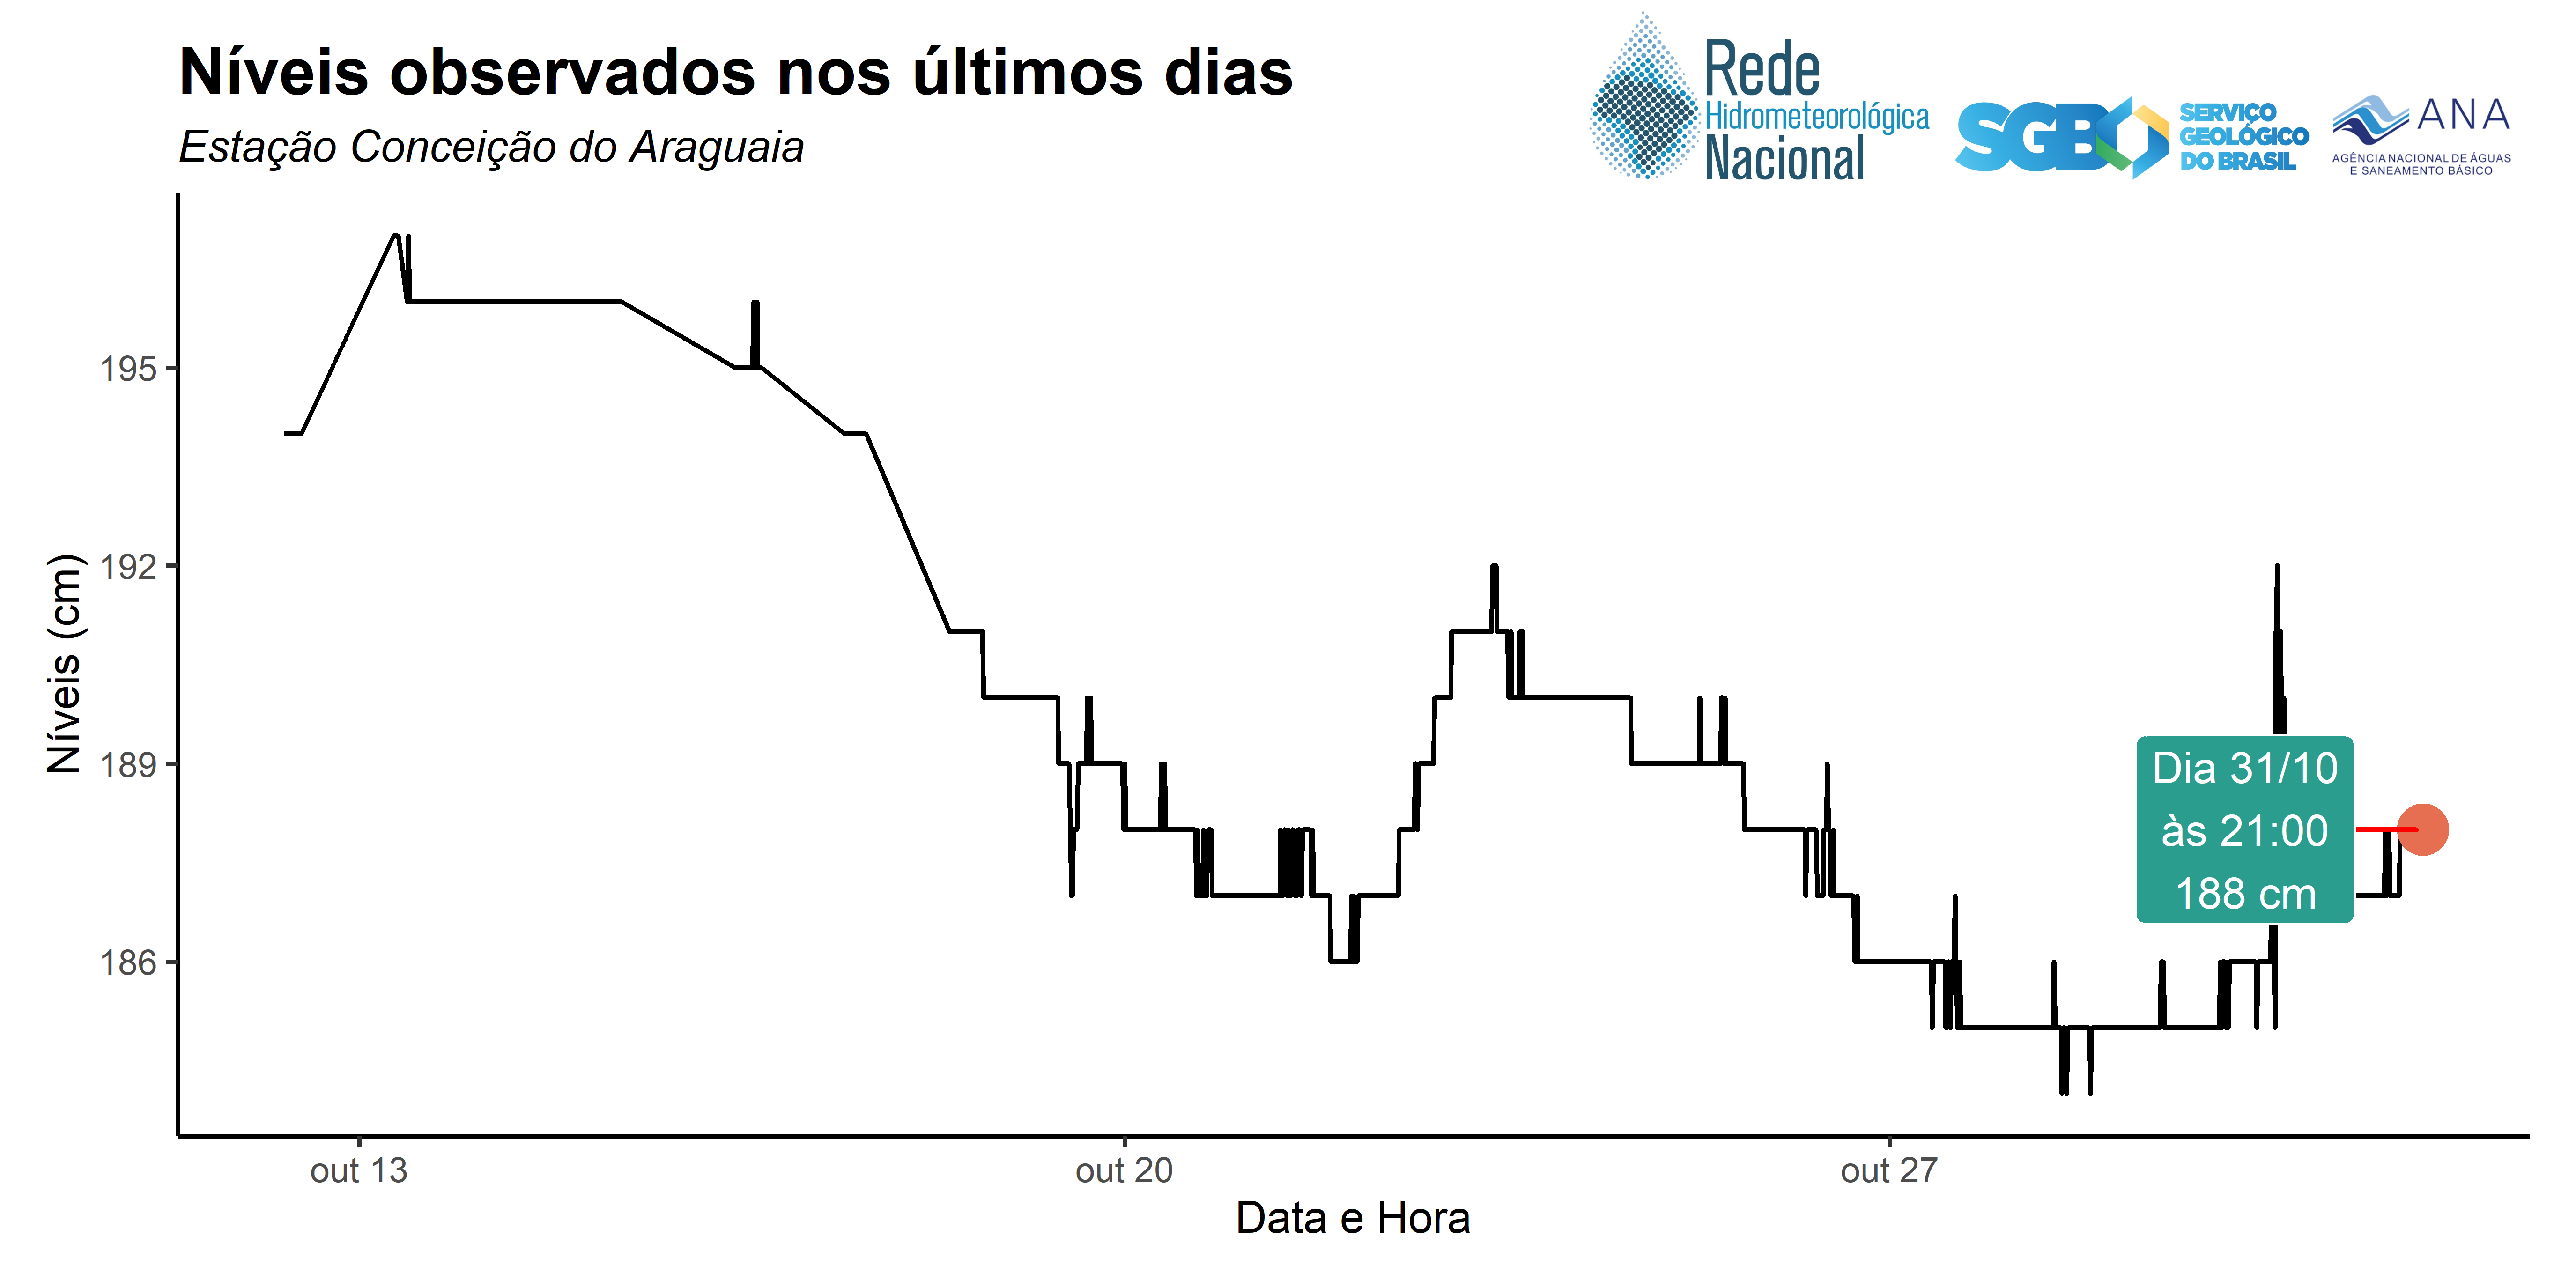 Níveis observados nos últimos dias
Estação Conceição do Araguaia
Rede
Hidrometeorológica
Nacional
SGB
SERVIÇO
GEOLÓGICO
DO BRASIL
ANA
AGÊNCIA NACIONAL DE ÁGUAS
E SANEAMENTO BÁSICO
Níveis (cm)
195
192
189
186
Dia 31/10
às 21:00
188 cm
out 13
out 20
out 27
Data e Hora